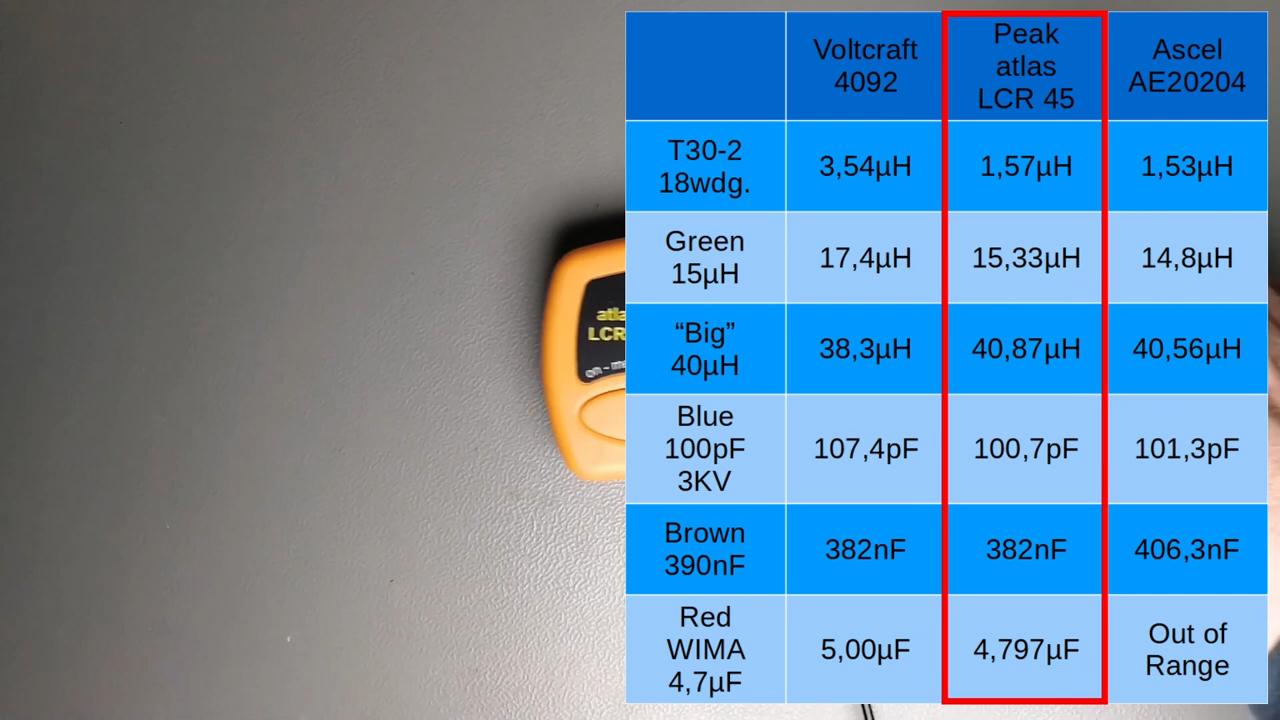 Voltcraft
4092
Peak
atlas
LCR 45
Ascel
AE20204
T30-2
18wdg.
3,54µH
1,57µH
1,53µH
Green
15µH
17,4µH
15,33µH
14,8µH
“Big”
40µH
38,3µH
40,87µH
40,56µH
Blue
100pF
3KV
107,4pF
100,7pF
101,3pF
Brown
390nF
382nF
382nF
406,3nF
Red
WIMA
4,7µF
5,00µF
4,797µF
Out of
Range
LCR
on -